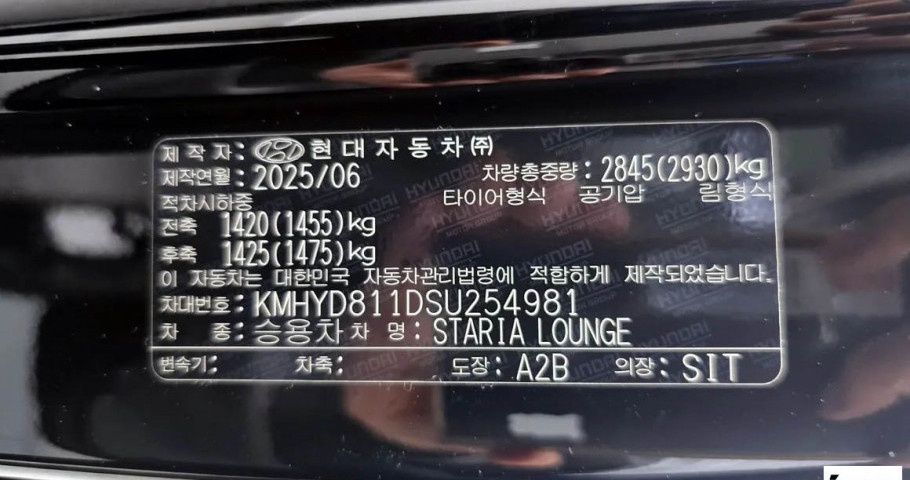 제 작 자 : 현대자동차㈜
제작연월 : 2025/06 차량총중량 : 2845(2930)kg
적차시하중 타이어형식 공기압 림형식
전축 1420(1455)kg
후축 1425(1475)kg
이 자동차는 대한민국 자동차관리법령에 적합하게 제작되었습니다.
차대번호 : KMHYD811DSU254981
차 종 : 승용차 차 명 : STARIA LOUNGE
변속기 : 차축 : 도장 : A2B 의장 : SIT